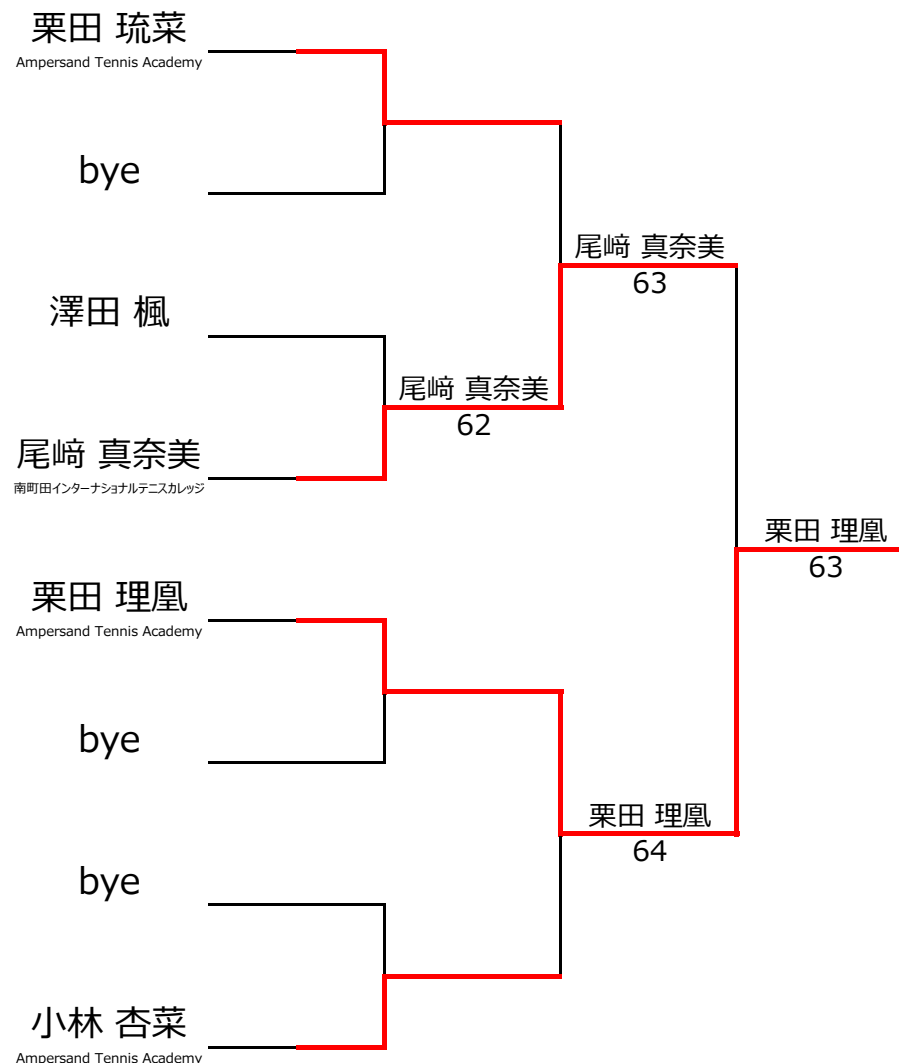 栗田 琉菜
Ampersand Tennis Academy
bye
澤田 楓
尾﨑 真奈美
南町田インターナショナルテニスカレッジ
栗田 理凰
Ampersand Tennis Academy
bye
bye
小林 杏菜
Ampersand Tennis Academy
尾﨑 真奈美
62
尾﨑 真奈美
63
栗田 理凰
64
栗田 理凰
63